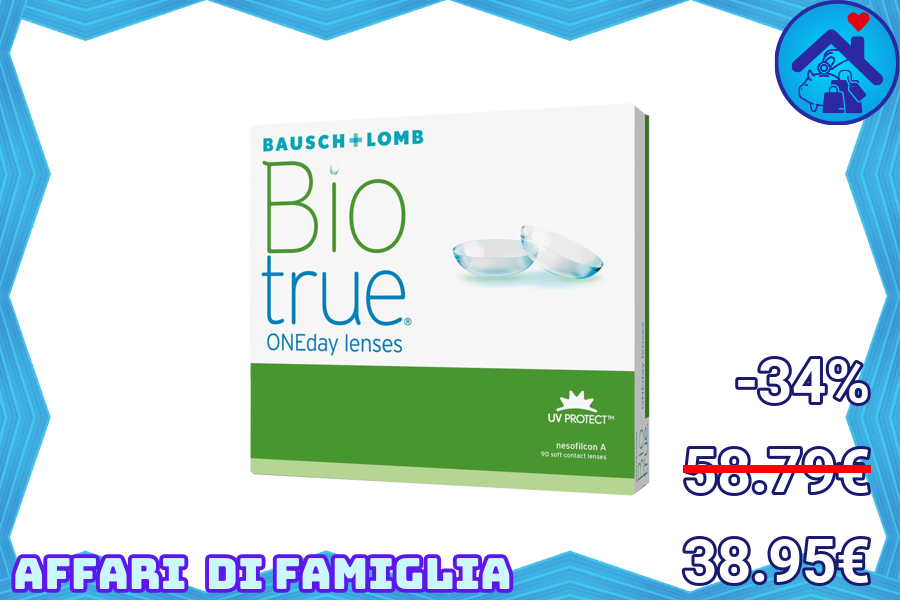 BAUSCH+LOMB
Bio
true®
ONEday lenses
UV PROTECT™
nesofilcon A
90 soft contact lenses
-34%
58.79€
38.95€
AFFARI DI FAMIGLIA